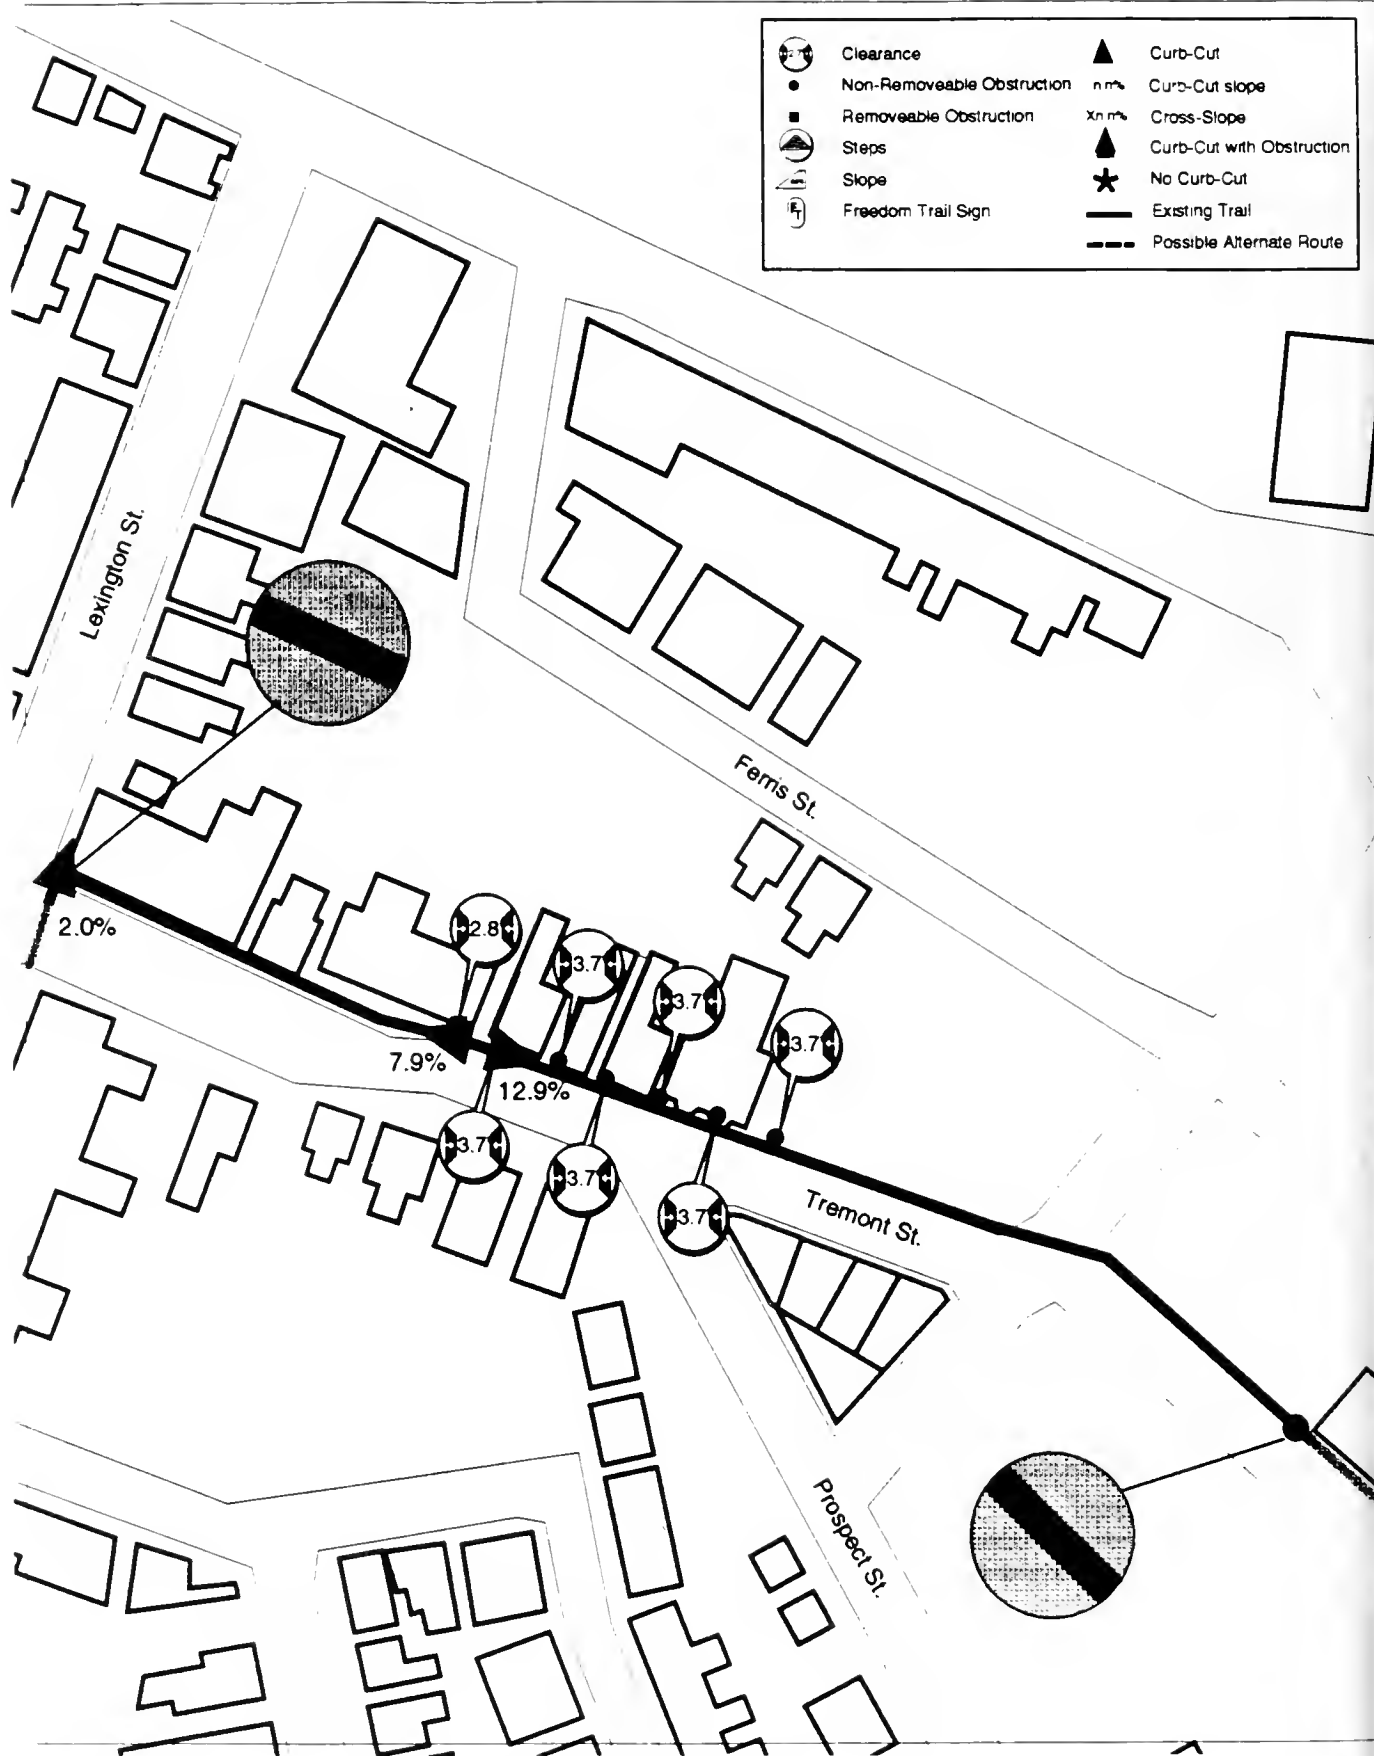 Clearance
Non-Removeable Obstruction
Removeable Obstruction
Steps
Slope
Freedom Trail Sign
Curb-Cut
n n% Curb-Cut slope
Xn n% Cross-Slope
Curb-Cut with Obstruction
No Curb-Cut
Existing Trail
Possible Alternate Route
Lexington St.
Ferris St.
2.0%
2.8
3.7
3.7
3.7
7.9%
12.9%
3.7
3.7
3.7
Tremont St.
Prospect St.